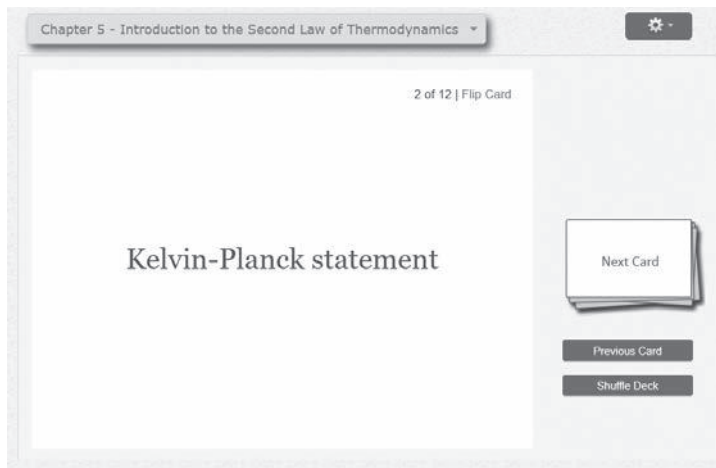 Chapter 5 - Introduction to the Second Law of Thermodynamics
2 of 12 | Flip Card
Kelvin-Planck statement
Next Card
Previous Card
Shuffle Deck